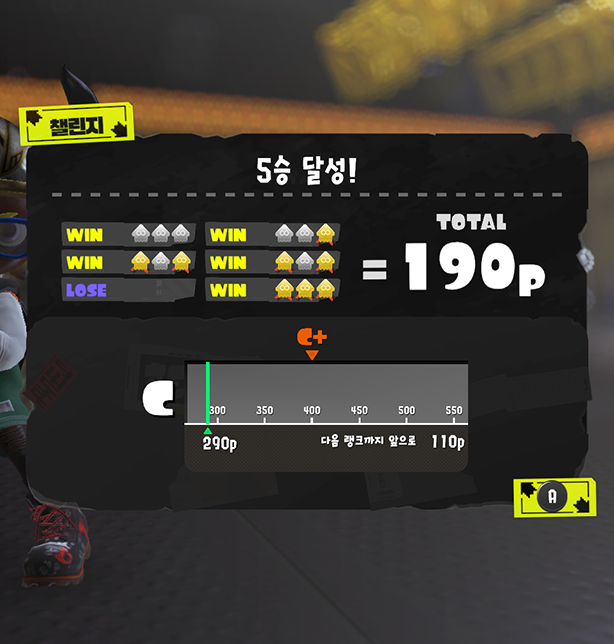 챌린지
5승 달성!
WIN WIN
WIN WIN
LOSE WIN
TOTAL
= 190p
C+
C
300 350 400 450 500 550
290p 다음 랭크까지 앞으로 110p
A